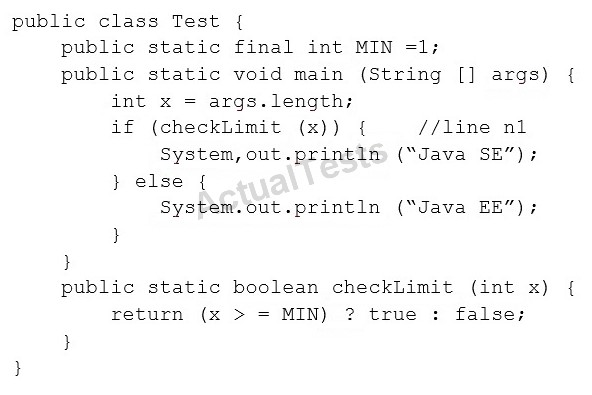 public class Test {
    public static final int MIN =1;
    public static void main (String [] args) {
        int x = args.length;
        if (checkLimit (x)) {    //line n1
            System,out.println (“Java SE”);
        } else {
            System.out.println (“Java EE”);
        }
    }
    public static boolean checkLimit (int x) {
        return (x > = MIN) ? true : false;
    }
}
ActualTests